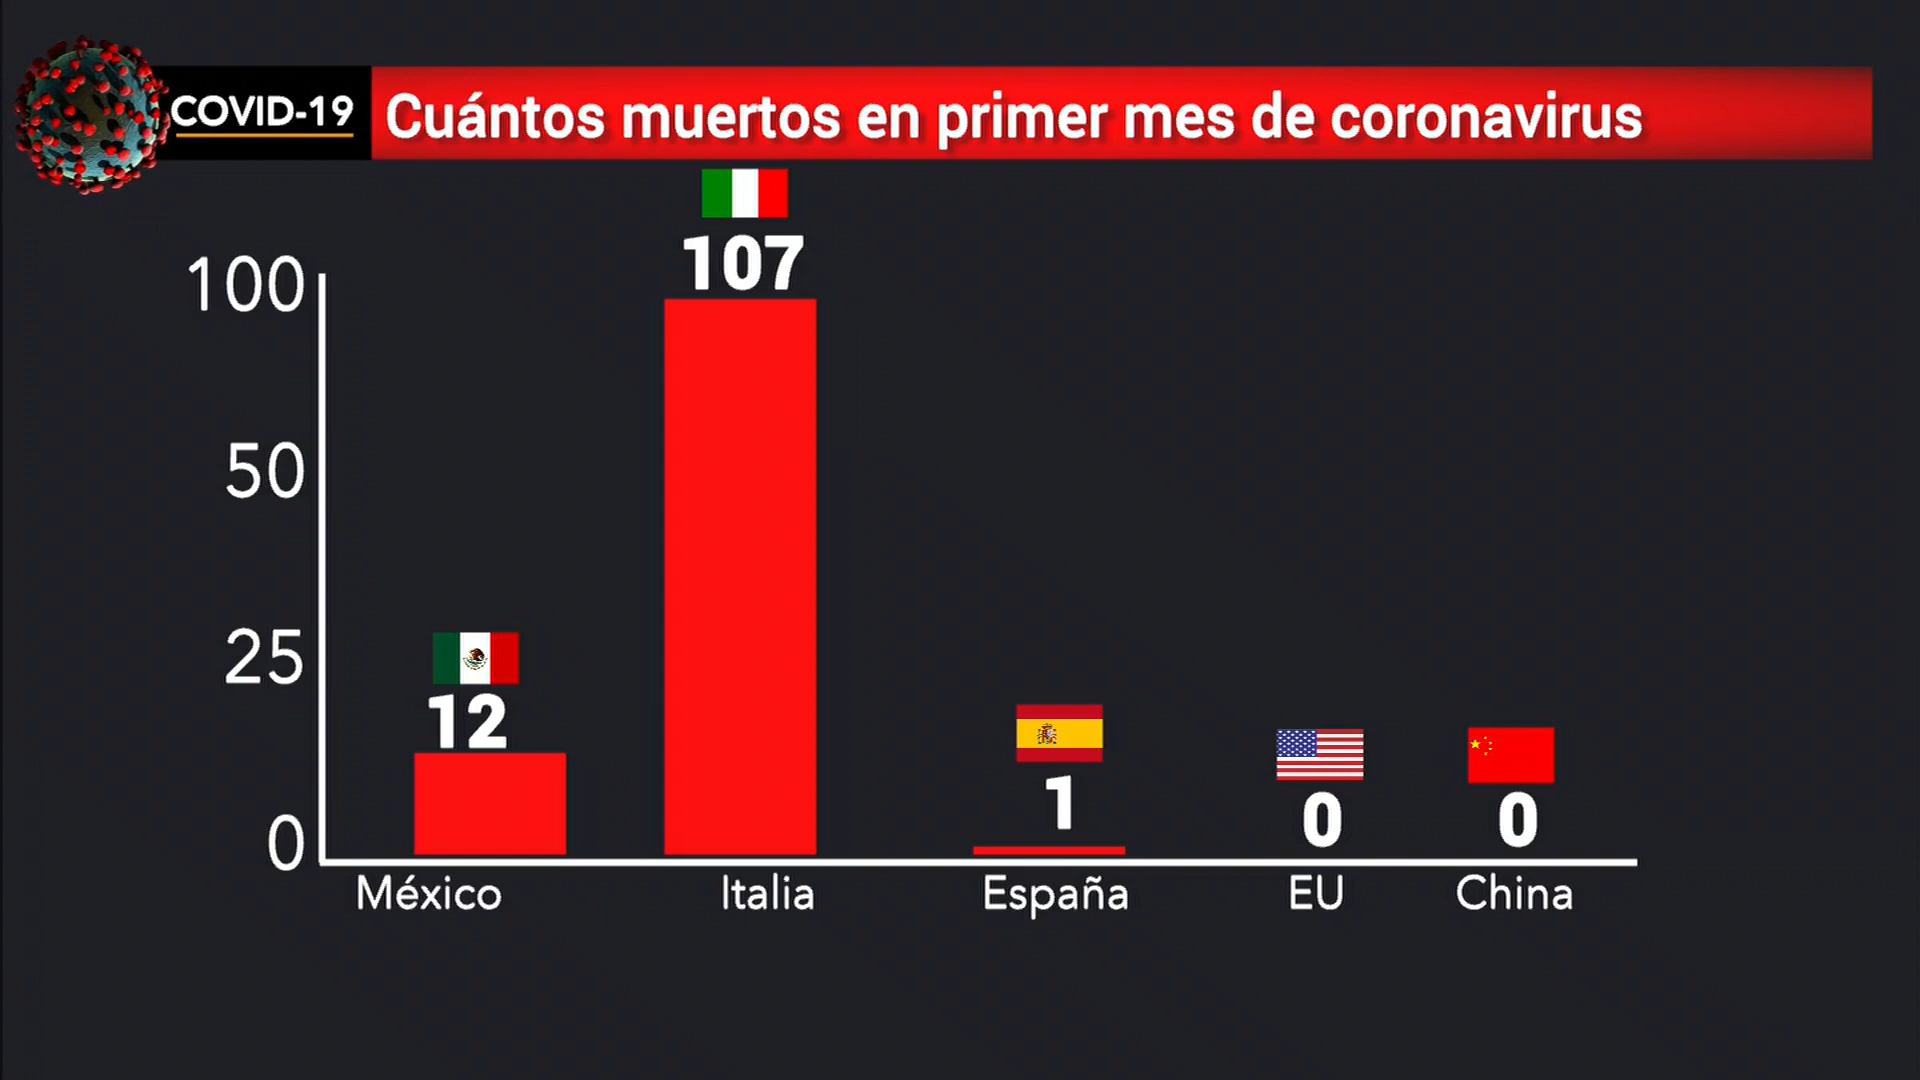 COVID-19
Cuántos muertos en primer mes de coronavirus
107
100
50
25
12
1
0
0
0
México
Italia
España
EU
China